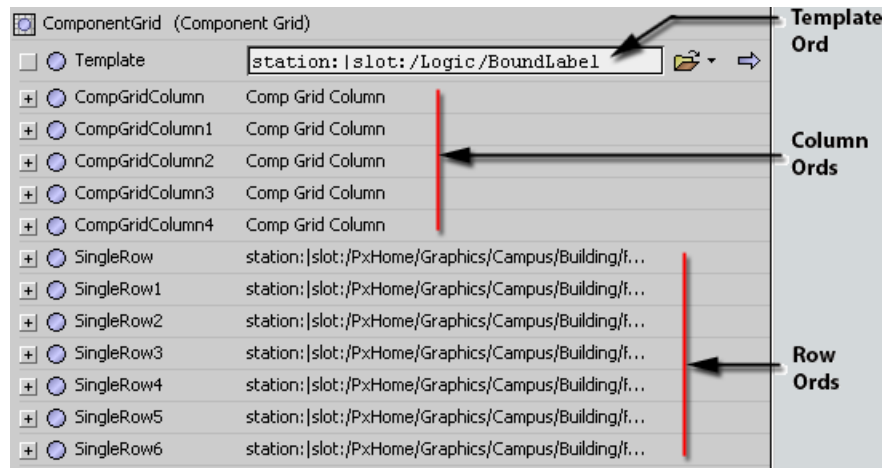 ComponentGrid (Component Grid)
Template station:|slot:/Logic/BoundLabel
Template Ord
CompGridColumn Comp Grid Column
CompGridColumn1 Comp Grid Column
CompGridColumn2 Comp Grid Column
CompGridColumn3 Comp Grid Column
CompGridColumn4 Comp Grid Column
Column Ords
SingleRow station:|slot:/PxHome/Graphics/Campus/Building/f...
SingleRow1 station:|slot:/PxHome/Graphics/Campus/Building/f...
SingleRow2 station:|slot:/PxHome/Graphics/Campus/Building/f...
SingleRow3 station:|slot:/PxHome/Graphics/Campus/Building/f...
SingleRow4 station:|slot:/PxHome/Graphics/Campus/Building/f...
SingleRow5 station:|slot:/PxHome/Graphics/Campus/Building/f...
SingleRow6 station:|slot:/PxHome/Graphics/Campus/Building/f...
Row Ords